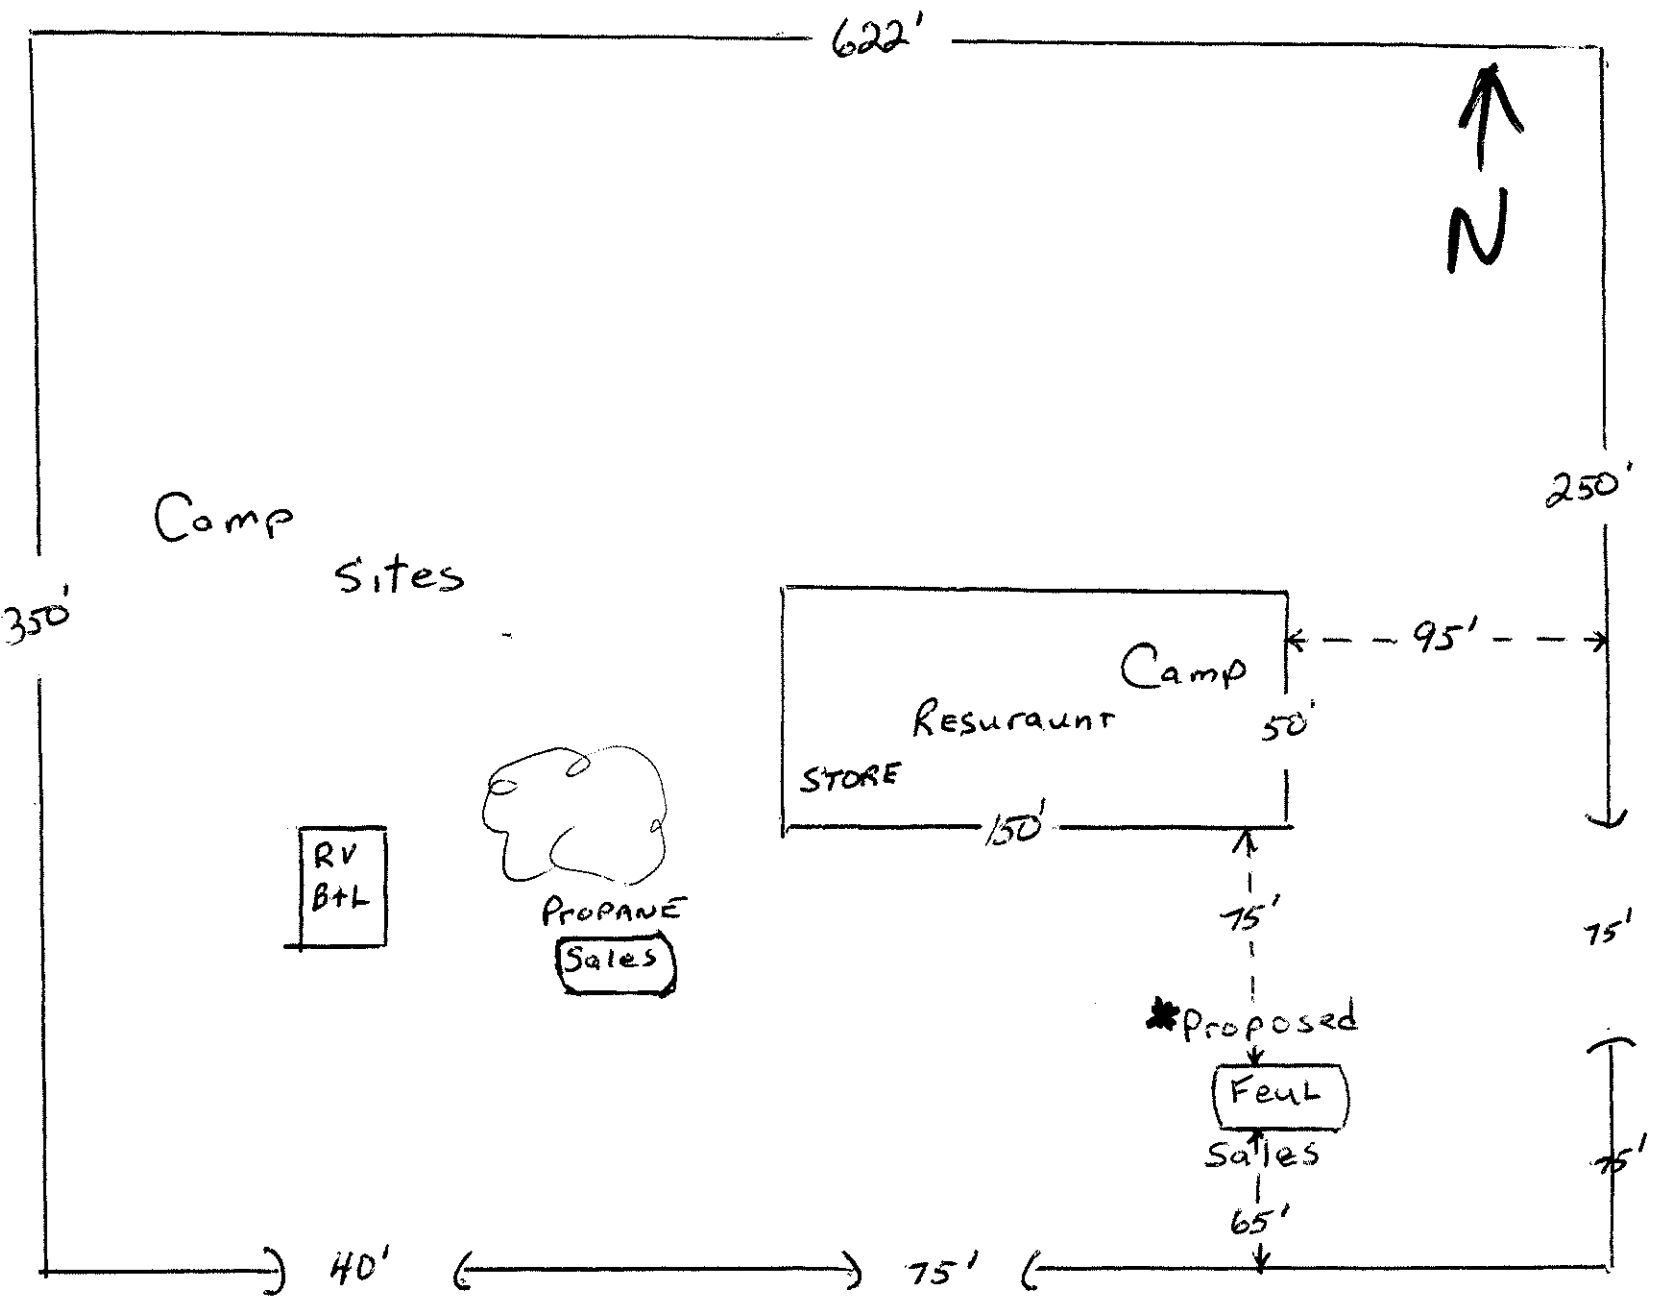 622'
N
250'
Camp
Sites
350'
95'
Camp
Resuraunt
50'
STORE
150'
RV
B+L
PROPANE
Sales
75'
75'
*Proposed
FeuL
Sales
75'
65'
40'
75'